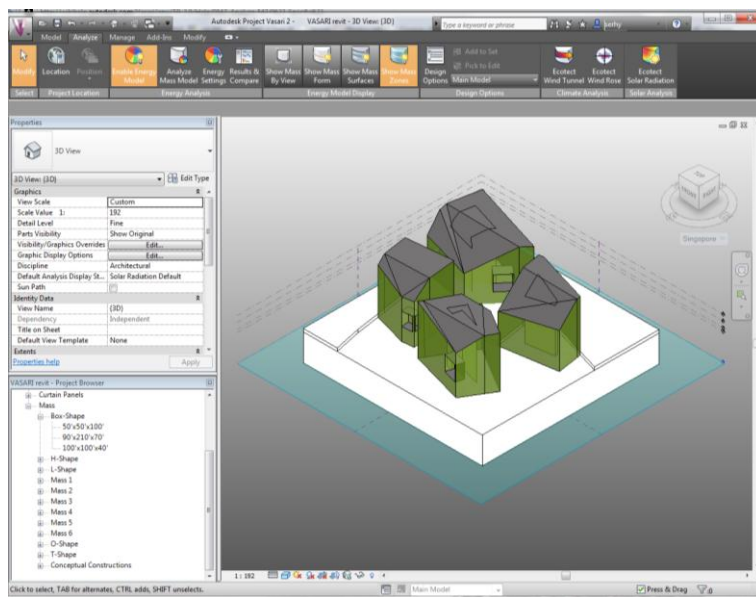 Autodesk Project Vasari 2 - VASARI revit - 3D View: {3D}
Type a keyword or phrase
Model Analyze Manage Add-Ins Modify
Modify
Location
Position
Enable Energy Model
Analyze Mass Model
Energy Settings
Results & Compare
Show Mass By View
Show Mass Form
Show Mass Surfaces
Show Mass Zones
Design Options
Add to Set
Pick to Edit
Main Model
Ecotect Wind Tunnel
Ecotect Wind Rose
Ecotect Solar Radiation
Select Project Location Energy Analysis Energy Model Display Design Options Climate Analysis Solar Analysis
Properties
3D View
3D View: {3D} Edit Type
Graphics
View Scale Custom
Scale Value 1: 192
Detail Level Fine
Parts Visibility Show Original
Visibility/Graphics Overrides Edit...
Graphic Display Options Edit...
Discipline Architectural
Default Analysis Display St... Solar Radiation Default
Sun Path
Identity Data
View Name {3D}
Dependency Independent
Title on Sheet
Default View Template None
Extents
Properties help Apply
VASARI revit - Project Browser
Curtain Panels
Mass
Box-Shape
50'x50'x100'
90'x210'x70'
100'x100'x40'
H-Shape
L-Shape
Mass 1
Mass 2
Mass 3
Mass 4
Mass 5
Mass 6
O-Shape
T-Shape
Conceptual Constructions
TOP
FRONT
Singapore
1 : 192
Click to select, TAB for alternates, CTRL adds, SHIFT unselects.
Main Model
Press & Drag
:0